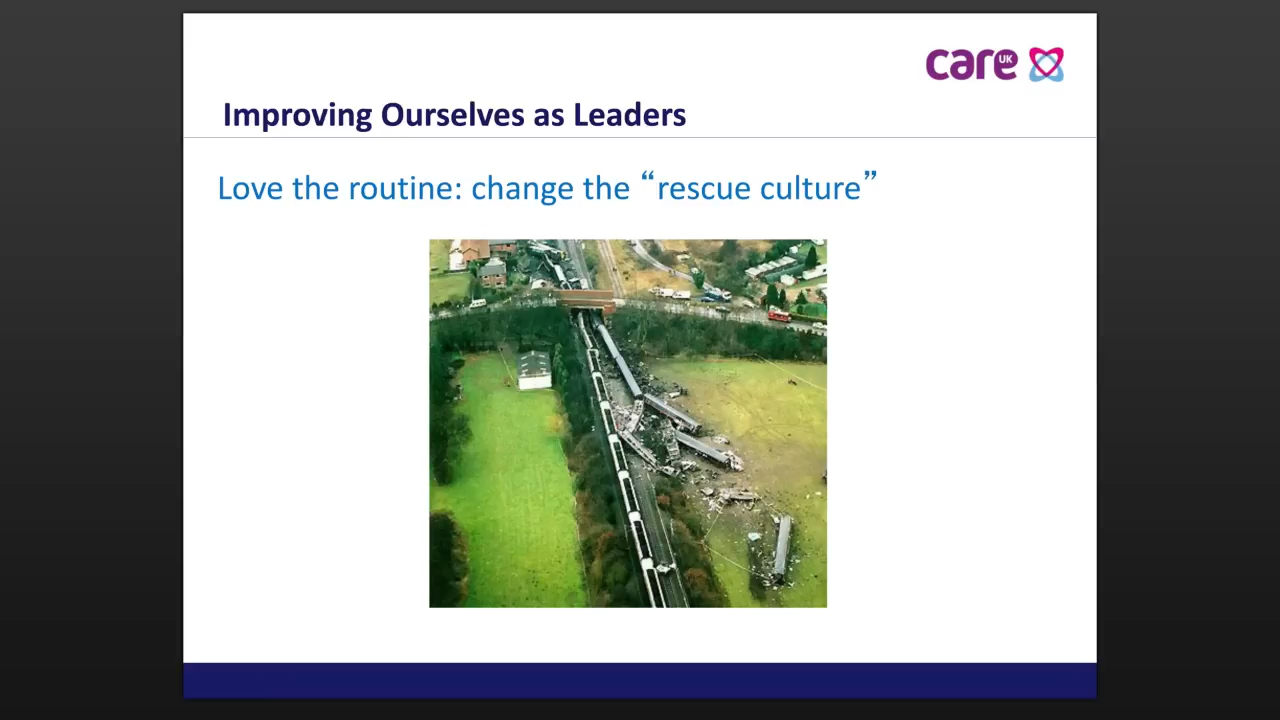 care UK
Improving Ourselves as Leaders
Love the routine: change the “rescue culture”